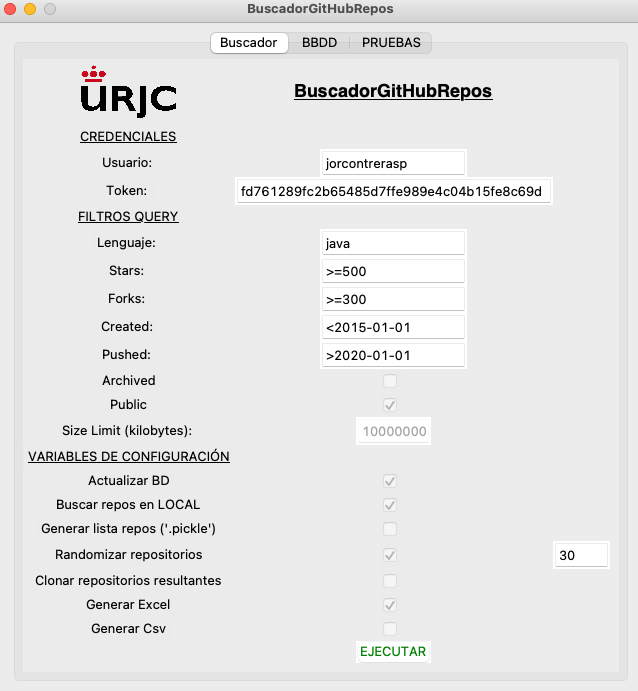 BuscadorGitHubRepos
Buscador BBDD PRUEBAS
URJC
BuscadorGitHubRepos
CREDENCIALES
Usuario: jorcontrerasp
Token: fd761289fc2b65485d7ffe989e4c04b15fe8c69d
FILTROS QUERY
Lenguaje: java
Stars: >=500
Forks: >=300
Created: <2015-01-01
Pushed: >2020-01-01
Archived
Public
Size Limit (kilobytes): 10000000
VARIABLES DE CONFIGURACIÓN
Actualizar BD
Buscar repos en LOCAL
Generar lista repos ('.pickle')
Randomizar repositorios 30
Clonar repositorios resultantes
Generar Excel
Generar Csv
EJECUTAR